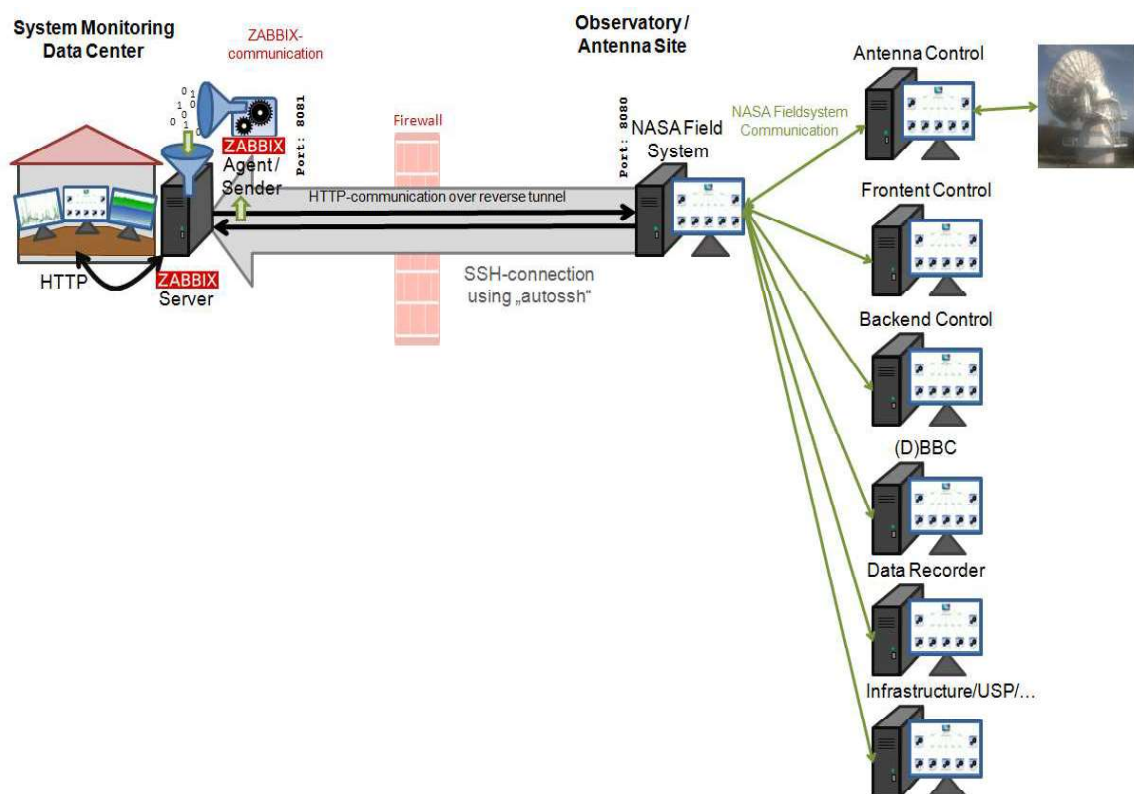 System Monitoring
Data Center
ZABBIX-
communication
Observatory /
Antenna Site
Antenna Control
ZABBIX
Agent /
Sender
Port: 8081
Firewall
Port: 8080
NASA Field
System
NASA Fieldsystem
Communication
HTTP-communication over reverse tunnel
Frontent Control
HTTP
ZABBIX
Server
SSH-connection
using „autossh“
Backend Control
(D)BBC
Data Recorder
Infrastructure/USP/...